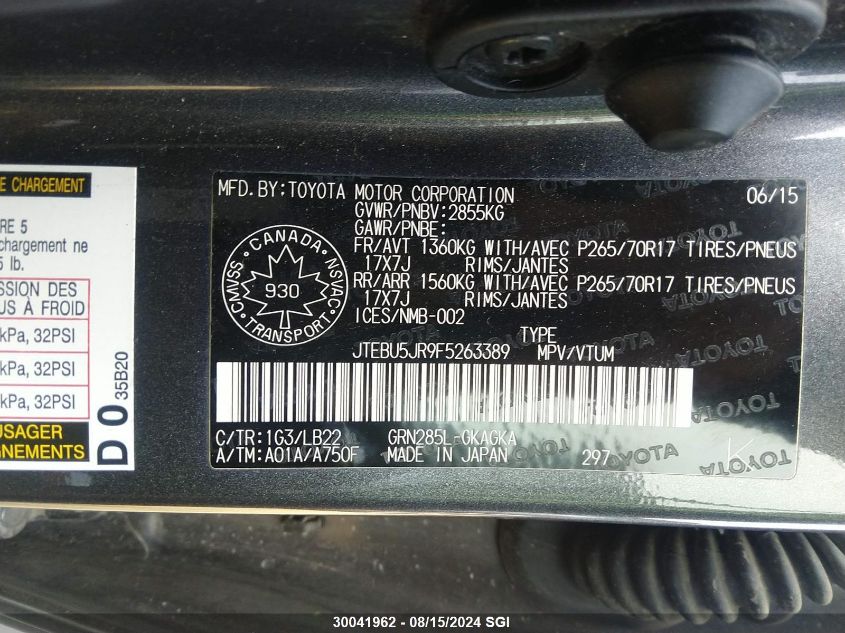 E CHARGEMENT
RE 5
chargement ne
5 lb.
SSION DES
US À FROID
kPa, 32PSI
kPa, 32PSI
kPa, 32PSI
USAGER
GNEMENTS
D 0 35B20
MFD.BY:TOYOTA MOTOR CORPORATION 06/15
GVWR/PNBV:2855KG
GAWR/PNBE:
FR/AVT 1360KG WITH/AVEC P265/70R17 TIRES/PNEUS
17X7J RIMS/JANTES
RR/ARR 1560KG WITH/AVEC P265/70R17 TIRES/PNEUS
17X7J RIMS/JANTES
ICES/NMB-002
CANADA
CMVSS
NSVAC
930
TRANSPORT
TYPE
JTEBU5JR9F5263389 MPV/VTUM
C/TR:1G3/LB22 GRN285L-GKAGKA
A/TM:A01A/A750F MADE IN JAPAN 297
K
30041962 - 08/15/2024 SGI